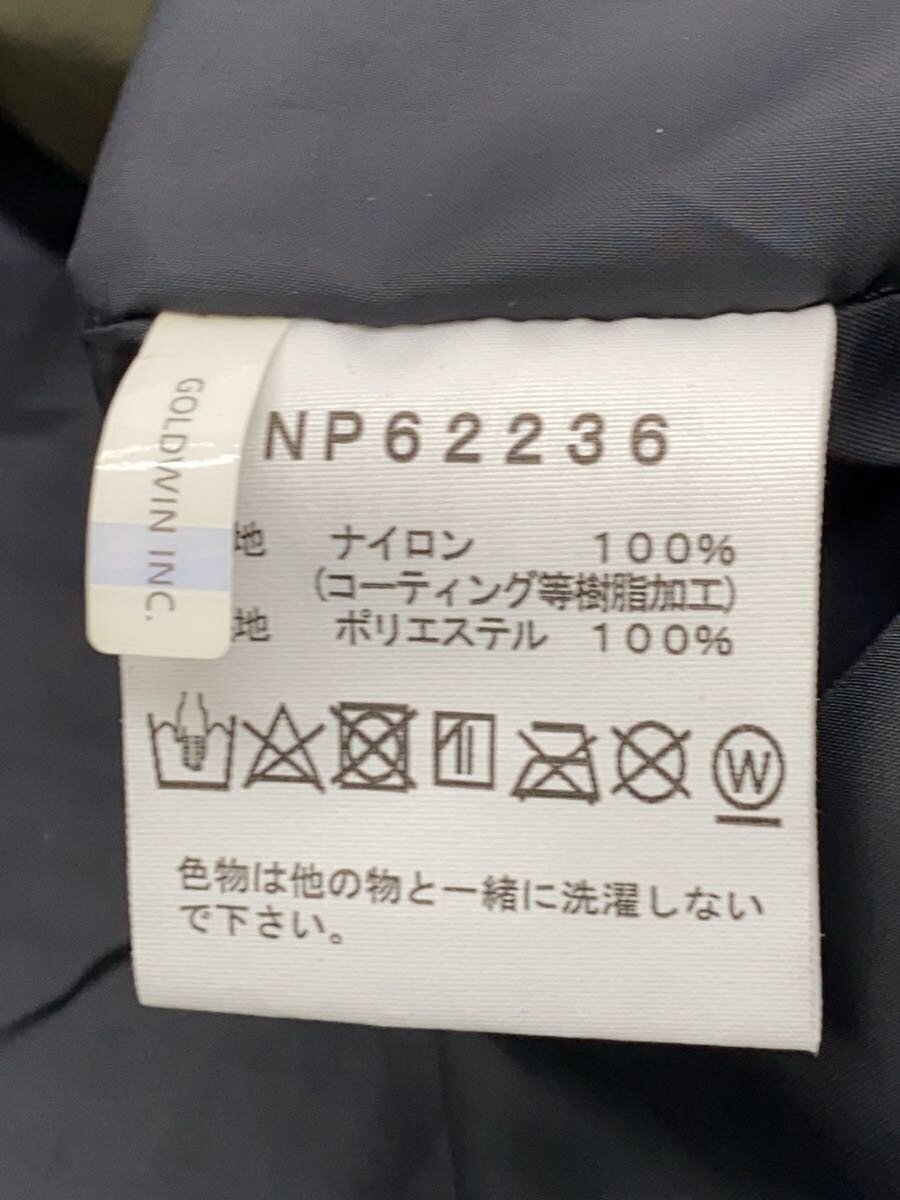 GOLDWIN INC.
NP62236
地 ナイロン 100%
(コーティング等樹脂加工)
地 ポリエステル 100%
W
色物は他の物と一緒に洗濯しない
で下さい。